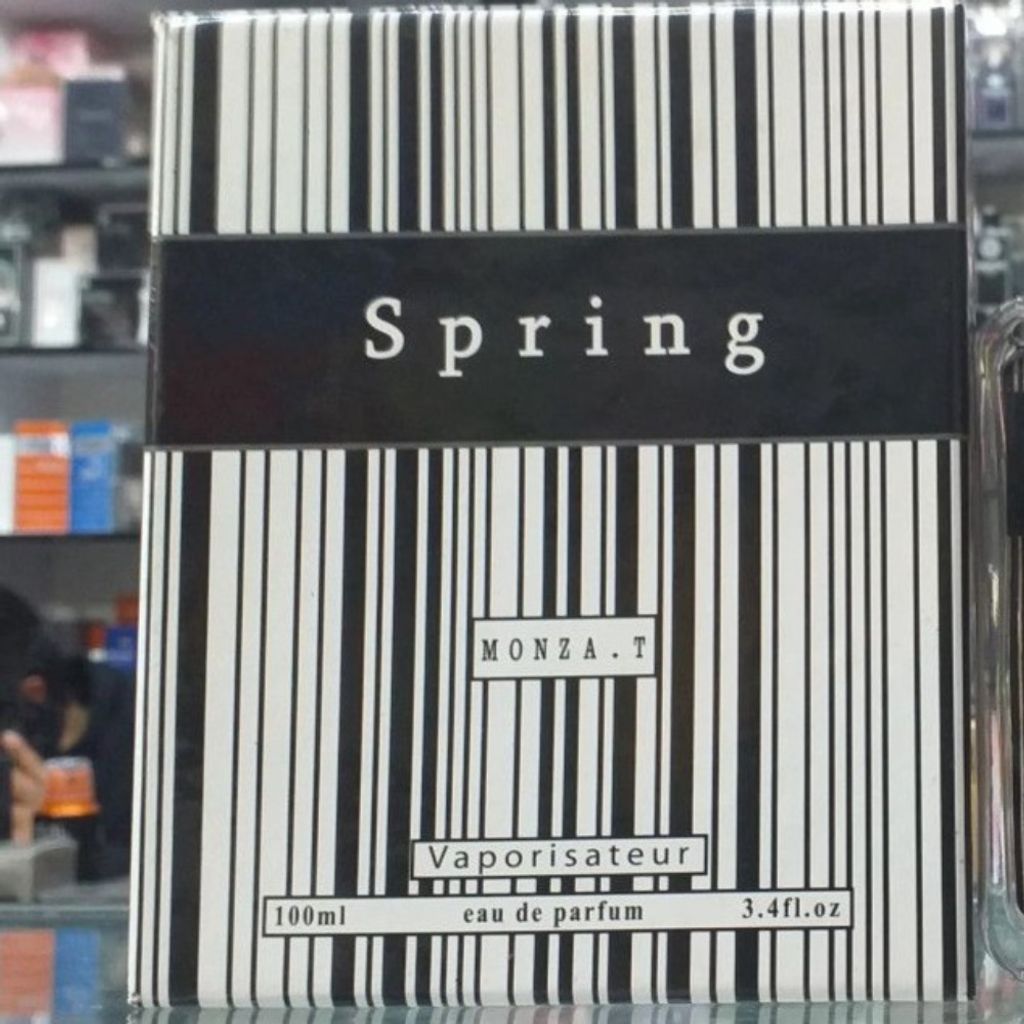 Spring
MONZA.T
Vaporisateur
100ml eau de parfum 3.4fl.oz